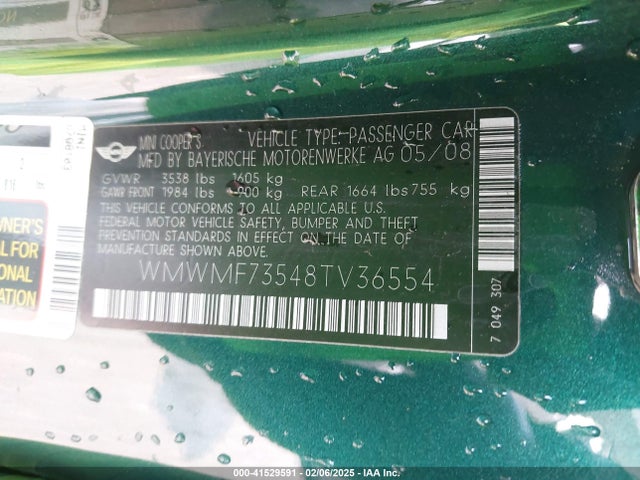 MINI COOPER S VEHICLE TYPE: PASSENGER CAR
MFD BY BAYERISCHE MOTORENWERKE AG 05/08
GVWR 3538 lbs 1605 kg
GAWR FRONT 1984 lbs 900 kg REAR 1664 lbs 755 kg
THIS VEHICLE CONFORMS TO ALL APPLICABLE U.S.
FEDERAL MOTOR VEHICLE SAFETY, BUMPER AND THEFT
PREVENTION STANDARDS IN EFFECT ON THE DATE OF
MANUFACTURE SHOWN ABOVE.
WMWMF73548TV36554
7 049 307
OWNER'S
FOR
000-41529591 - 02/06/2025 - IAA Inc.